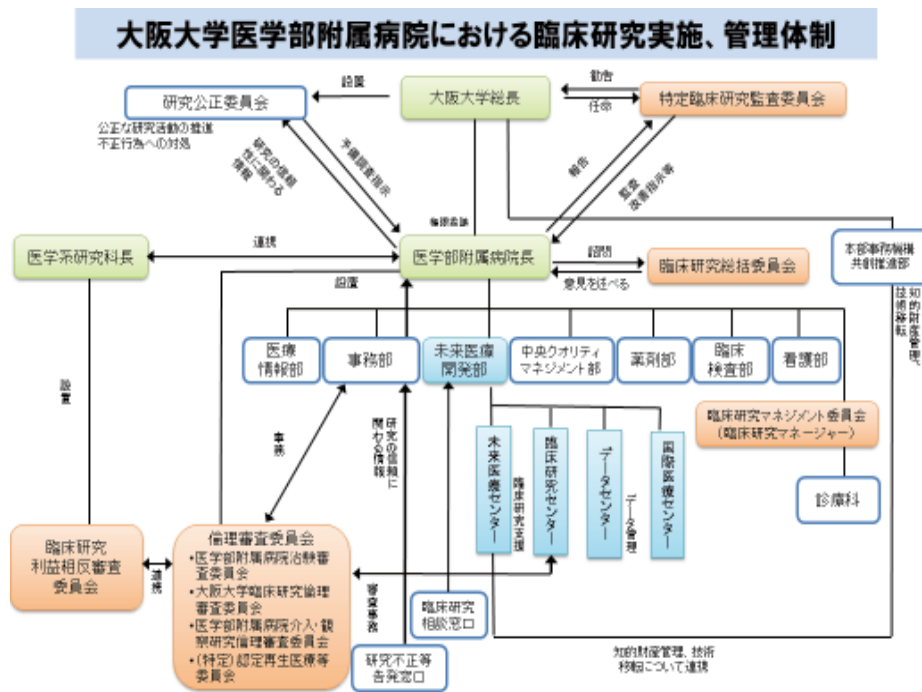 大阪大学医学部附属病院における臨床研究実施、管理体制
研究公正委員会
設置
大阪大学総長
勧告
任命
特定臨床研究監査委員会
公正な研究活動の推進
不正行為への対処
研究の信頼
性に関わる
情報
予備調査指示
報告
監査
改善指示等
医学系研究科長
連携
医学部附属病院長
諮問
意見を述べる
臨床研究総括委員会
本部事務機構
共創推進部
知的財産管理、
技術移転
設置
医療
情報部
事務部
未来医療
開発部
中央クオリティ
マネジメント部
薬剤部
臨床
検査部
看護部
設置
事務
研究の信頼に
関わる情報
未来医療センター
臨床研究支援
臨床研究センター
データセンター
データ管理
国際医療センター
臨床研究マネジメント委員会
(臨床研究マネージャー)
診療科
臨床研究
利益相反審査
委員会
連携
倫理審査委員会
•医学部附属病院治験審
査委員会
•大阪大学臨床研究倫理
審査委員会
•医学部附属病院介入・観
察研究倫理審査委員会
•(特定)認定再生医療等
委員会
審査事務
臨床研究
相談窓口
研究不正等
告発窓口
知的財産管理、技術
移転について連携